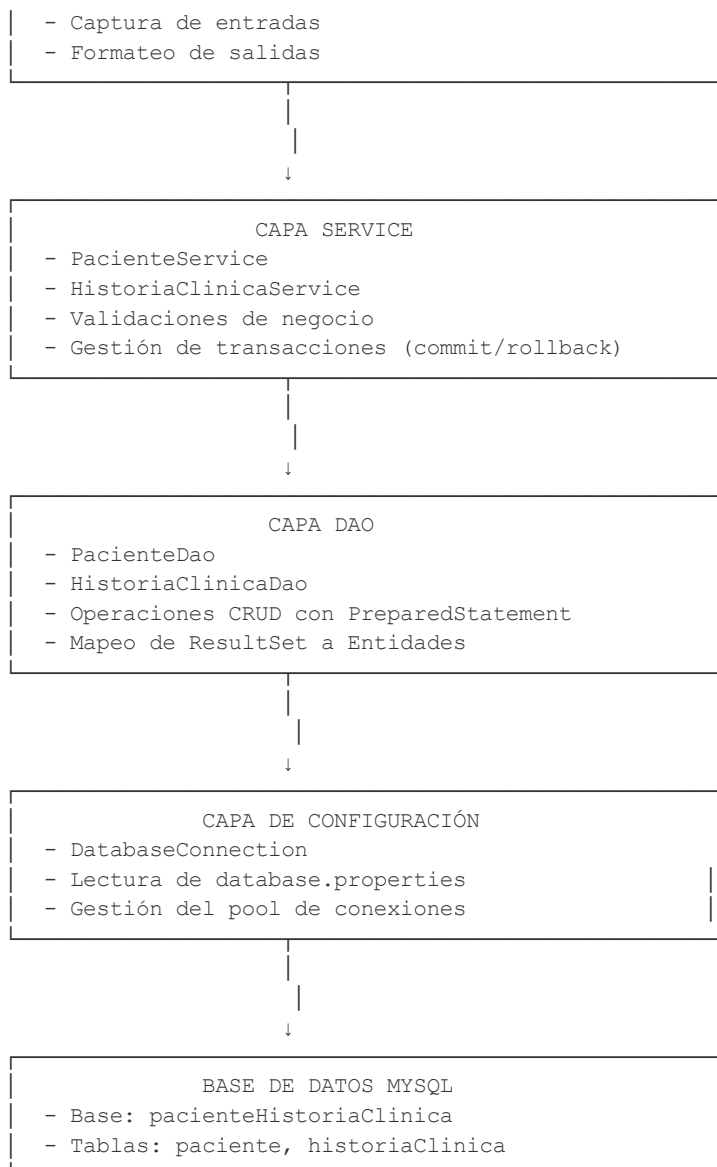 - Captura de entradas
- Formateo de salidas
↓
CAPA SERVICE
- PacienteService
- HistoriaClinicaService
- Validaciones de negocio
- Gestión de transacciones (commit/rollback)
↓
CAPA DAO
- PacienteDao
- HistoriaClinicaDao
- Operaciones CRUD con PreparedStatement
- Mapeo de ResultSet a Entidades
↓
CAPA DE CONFIGURACIÓN
- DatabaseConnection
- Lectura de database.properties
- Gestión del pool de conexiones
↓
BASE DE DATOS MYSQL
- Base: pacienteHistoriaClinica
- Tablas: paciente, historiaClinica